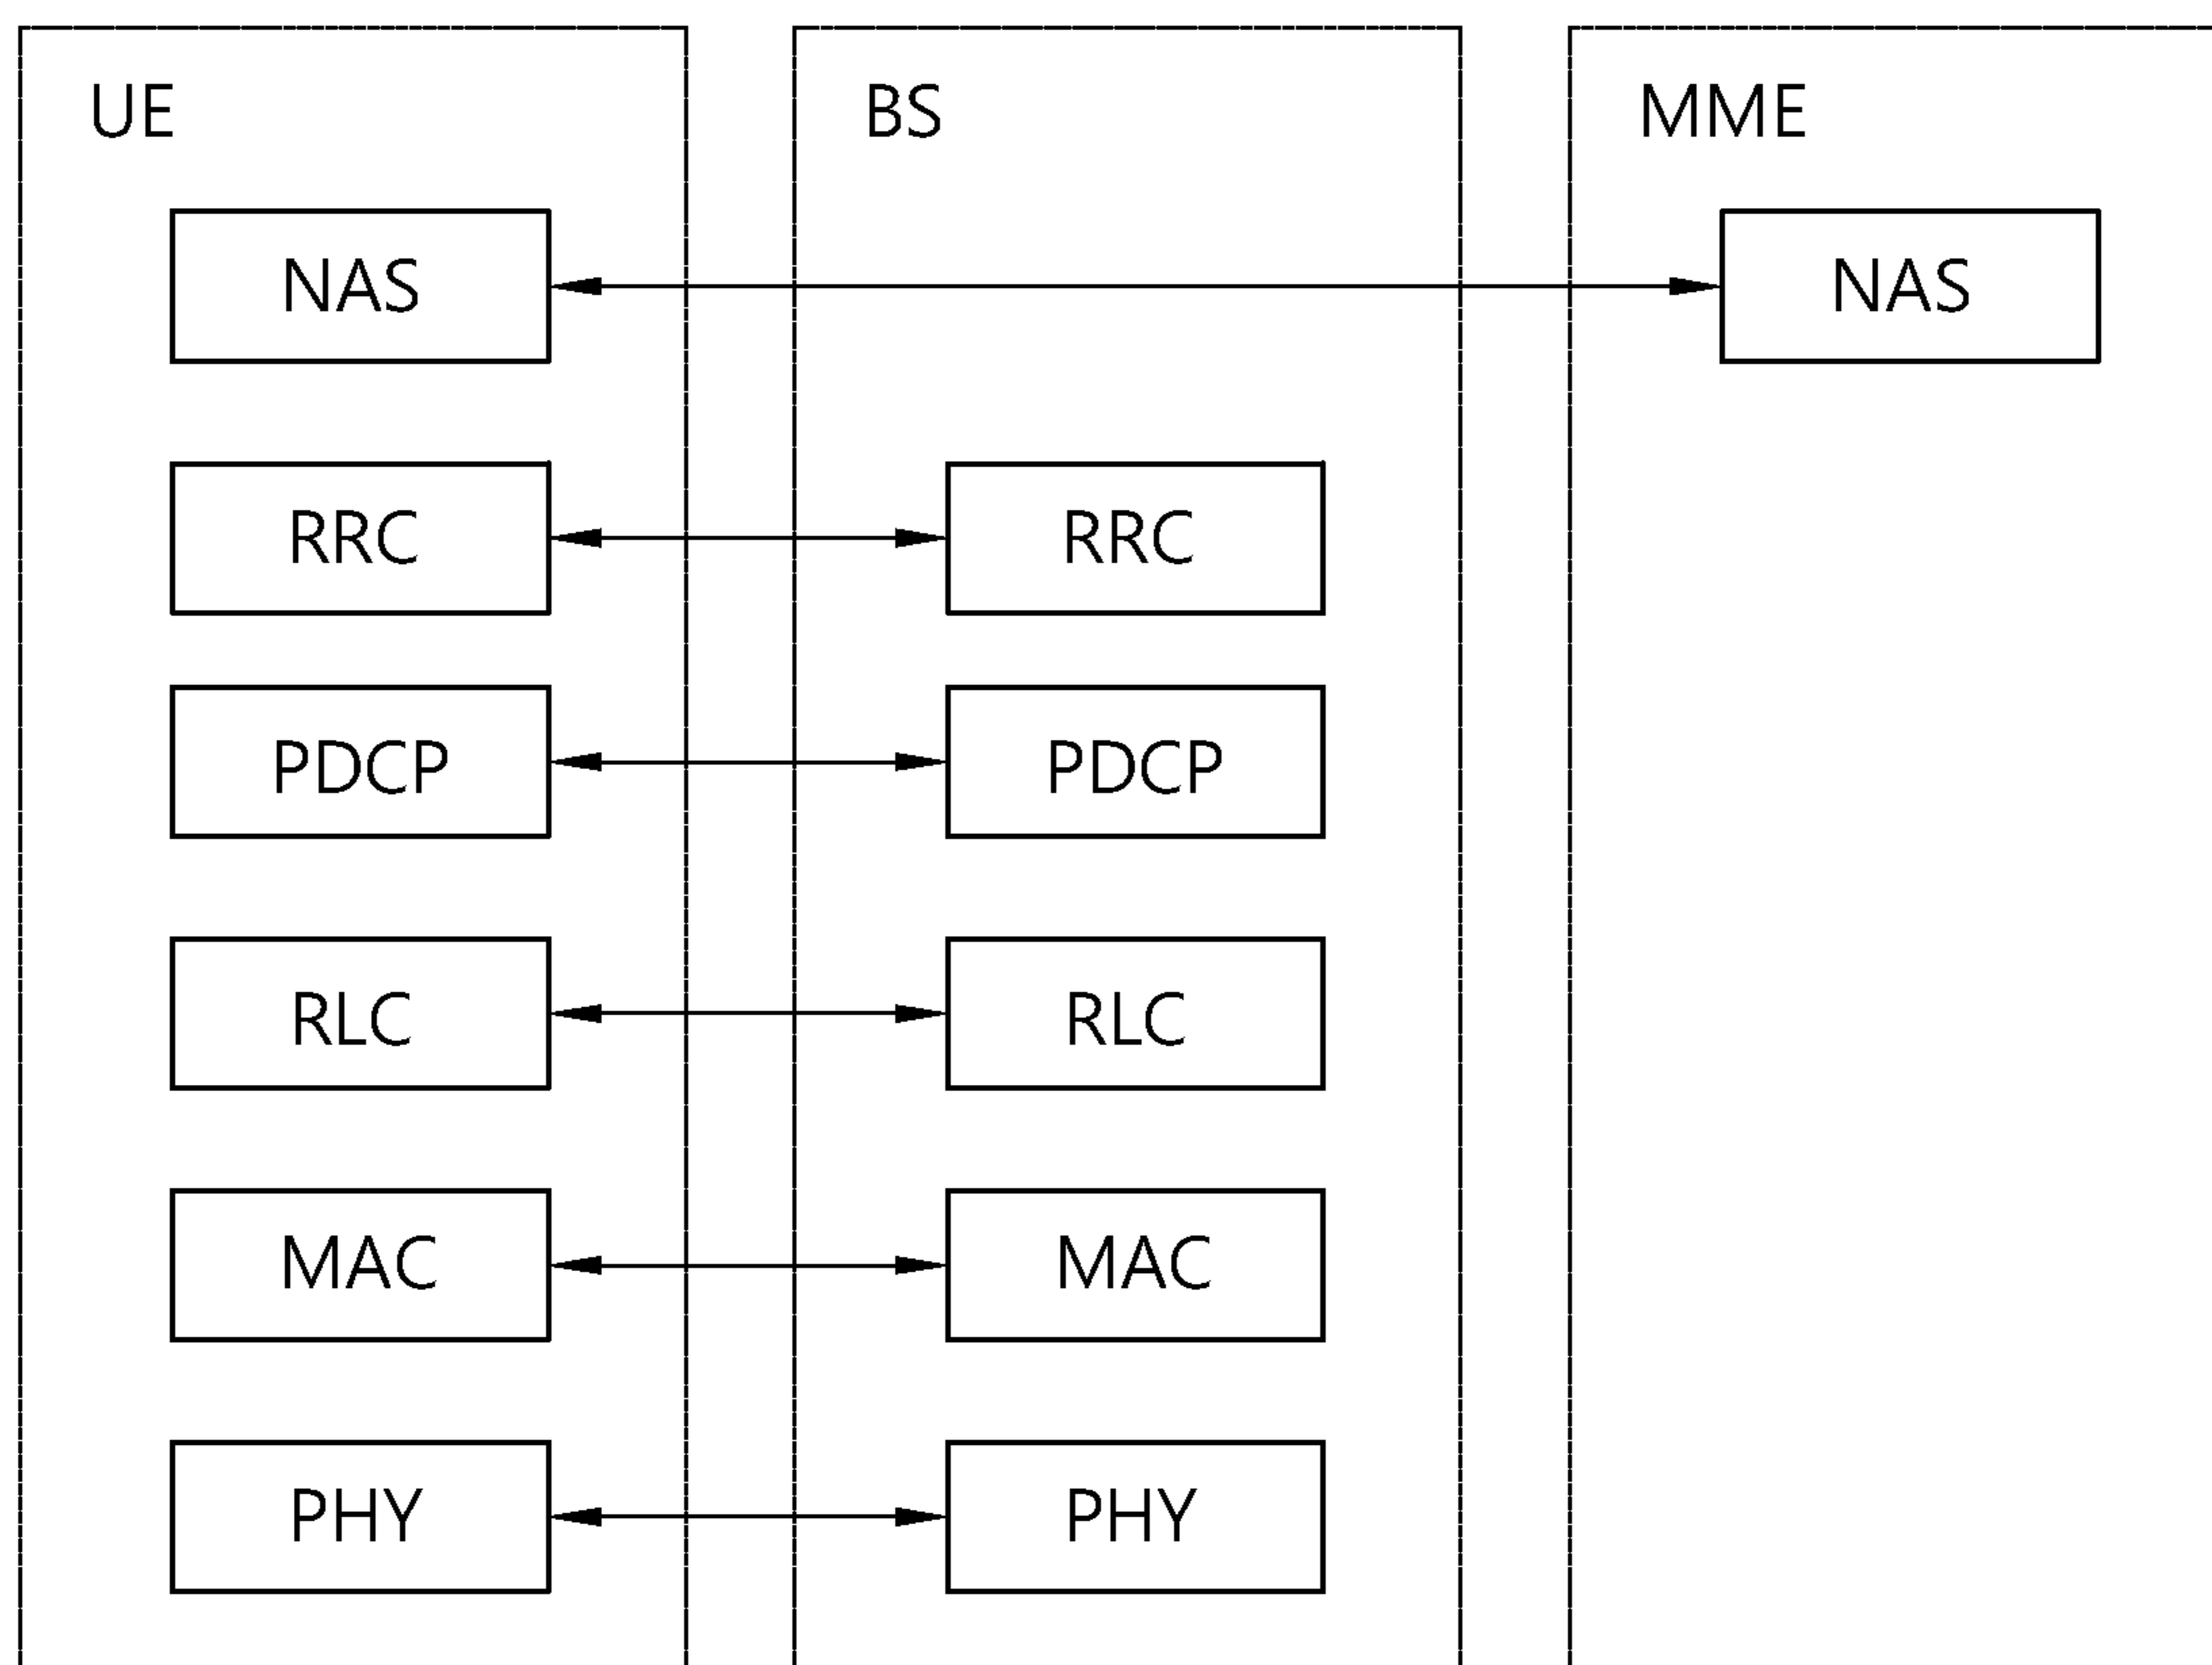 UE
BS
MME
NAS
NAS
RRC
RRC
PDCP
PDCP
RLC
RLC
MAC
MAC
PHY
PHY